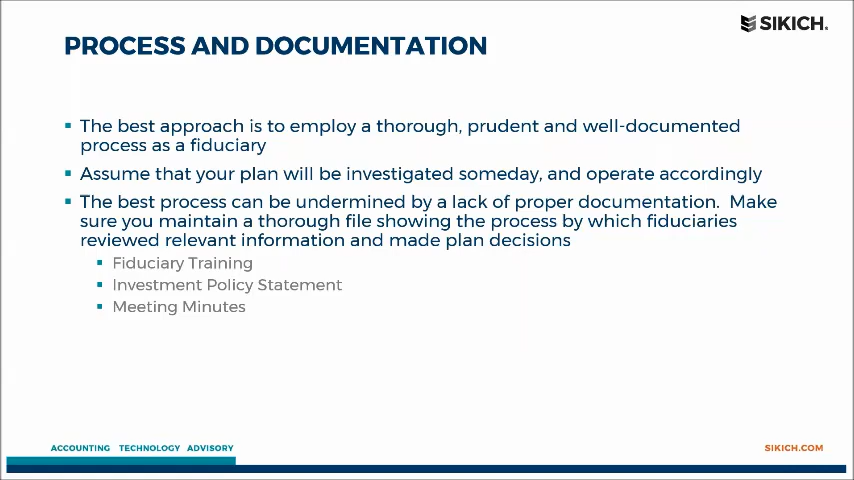 SIKICH.
PROCESS AND DOCUMENTATION
The best approach is to employ a thorough, prudent and well-documented
process as a fiduciary
Assume that your plan will be investigated someday, and operate accordingly
The best process can be undermined by a lack of proper documentation. Make
sure you maintain a thorough file showing the process by which fiduciaries
reviewed relevant information and made plan decisions
Fiduciary Training
Investment Policy Statement
Meeting Minutes
ACCOUNTING TECHNOLOGY ADVISORY
SIKICH.COM